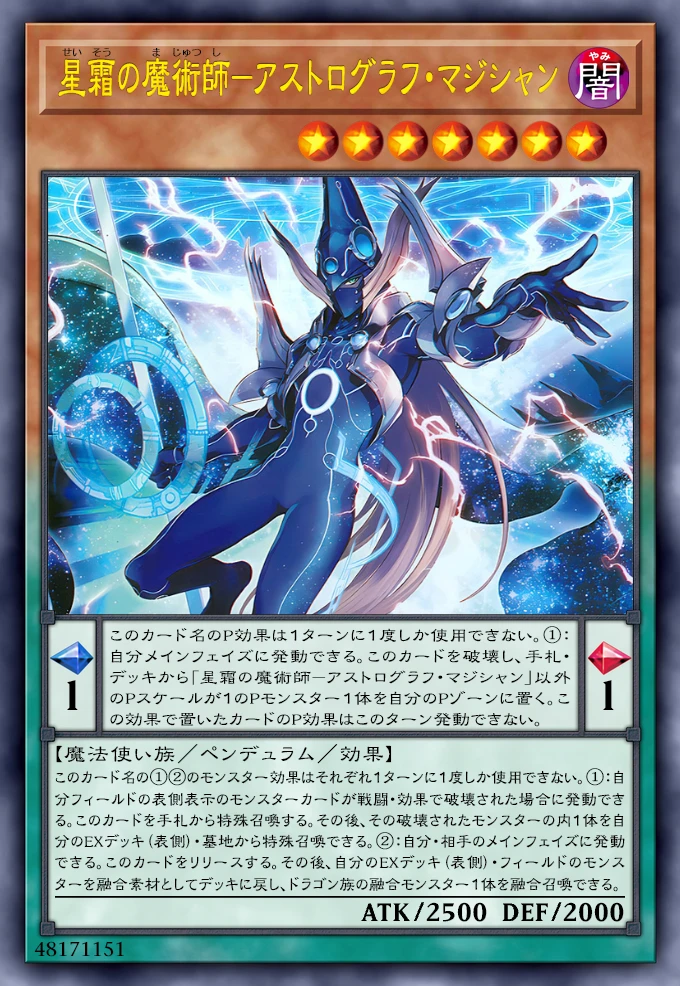 せいそう まじゅつし
星霜の魔術師－アストログラフ・マジシャン
やみ
闇
このカード名のP効果は1ターンに1度しか使用できない。①：
自分メインフェイズに発動できる。このカードを破壊し、手札・
デッキから「星霜の魔術師－アストログラフ・マジシャン」以外
のPスケールが1のPモンスター1体を自分のPゾーンに置く。こ
の効果で置いたカードのP効果はこのターン発動できない。
1
1
【魔法使い族／ペンデュラム／効果】
このカード名の①②のモンスター効果はそれぞれ1ターンに1度しか使用できない。①：自
分フィールドの表側表示のモンスターカードが戦闘・効果で破壊された場合に発動でき
る。このカードを手札から特殊召喚する。その後、その破壊されたモンスターの内1体を自
分のEXデッキ（表側）・墓地から特殊召喚できる。②：自分・相手のメインフェイズに発動
できる。このカードをリリースする。その後、自分のEXデッキ（表側）・フィールドのモンス
ターを融合素材としてデッキに戻し、ドラゴン族の融合モンスター1体を融合召喚できる。
ATK/2500 DEF/2000
48171151